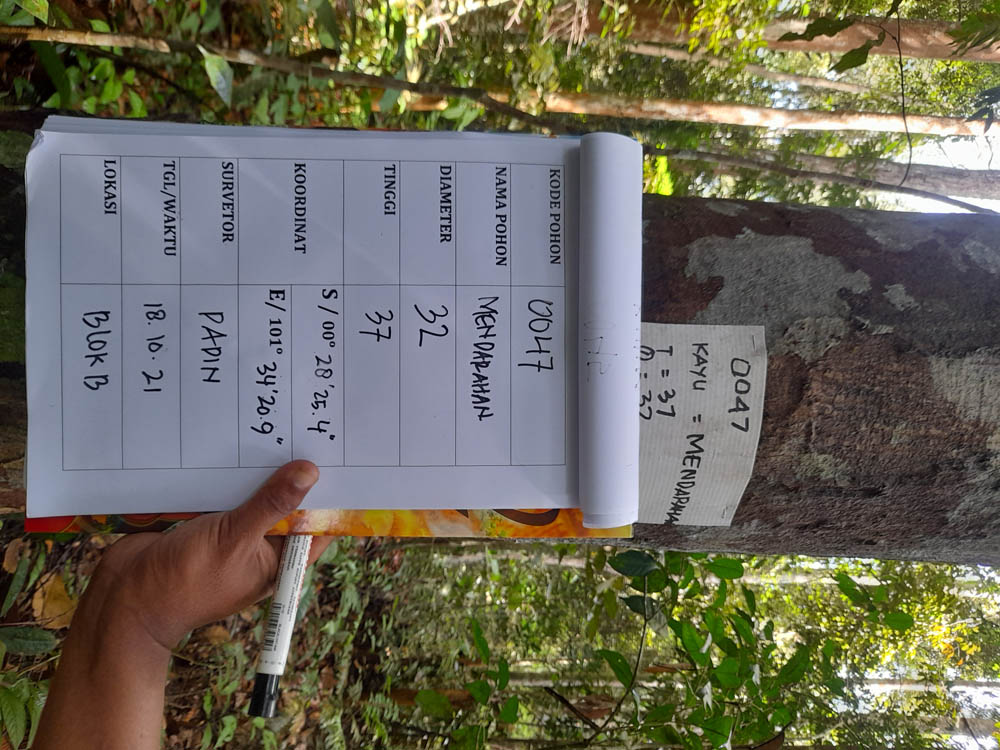 0047
KAYU = MENDARAHAN
T = 37
Ø = 32
KODE POHON 0047
NAMA POHON MENDARAHAN
DIAMETER 32
TINGGI 37
KOORDINAT
S / 00° 28'25.4"
E/ 101° 34'20.9"
SURVETOR DADIN
TGL/WAKTU 18.10.21
LOKASI BLOK B